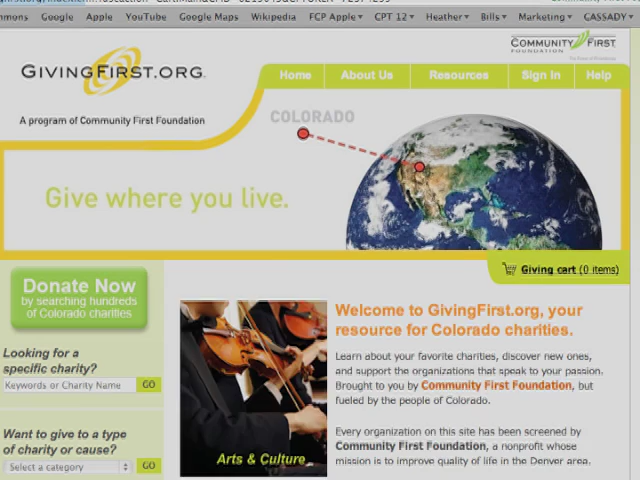 Google Apple YouTube Google Maps Wikipedia FCP Apple CPT 12 Heather Bills Marketing CASSADY
COMMUNITY FIRST
FOUNDATION
GIVINGFIRST.ORG
Home About Us Resources Sign In Help
A program of Community First Foundation
COLORADO
Give where you live.
Giving cart (0 items)
Donate Now
by searching hundreds
of Colorado charities
Looking for a
specific charity?
Keywords or Charity Name GO
Want to give to a type
of charity or cause?
Select a category GO
Arts & Culture
Welcome to GivingFirst.org, your
resource for Colorado charities.
Learn about your favorite charities, discover new ones,
and support the organizations that speak to your passion.
Brought to you by Community First Foundation, but
fueled by the people of Colorado.
Every organization on this site has been screened by
Community First Foundation, a nonprofit whose
mission is to improve quality of life in the Denver area.